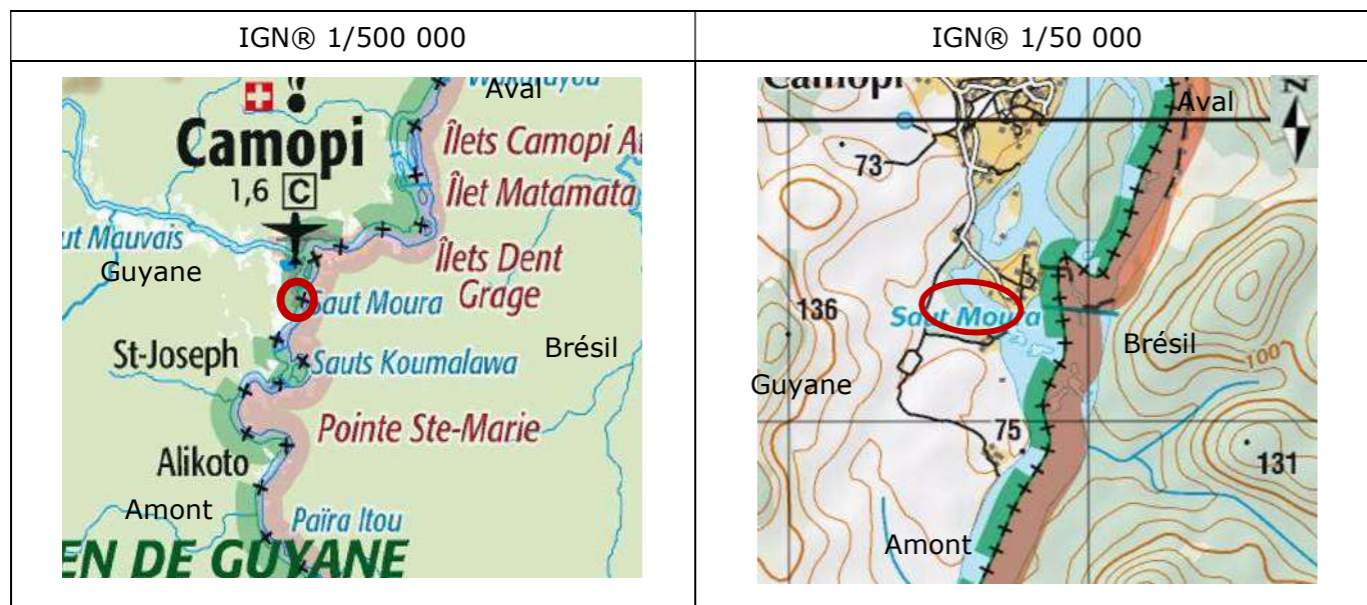 IGN® 1/500 000
IGN® 1/50 000
Aval
Camopi
1,6 C
Îlets Camopi
Îlet Matamata
ut Mauvais
Guyane
Îlets Dent
Grage
Saut Moura
Brésil
St-Joseph
Sauts Koumalawa
Pointe Ste-Marie
Alikoto
Amont
Païra Itou
EN DE GUYANE
Camopi
Aval
N
73
136
Saut Moura
Brésil
Guyane
100
75
131
Amont